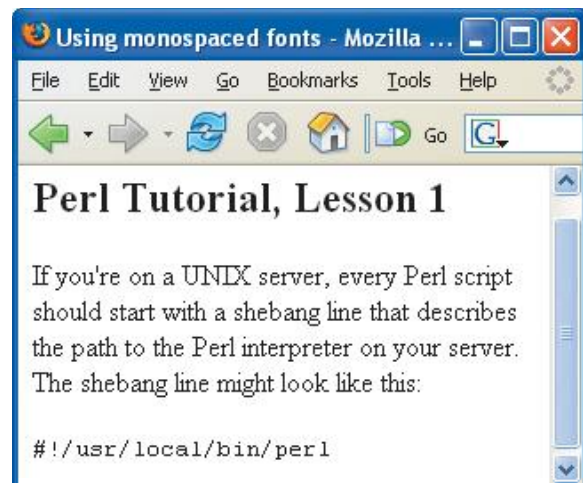 Using monospaced fonts - Mozilla ...
File Edit View Go Bookmarks Tools Help
Go G
Perl Tutorial, Lesson 1
If you're on a UNIX server, every Perl script
should start with a shebang line that describes
the path to the Perl interpreter on your server.
The shebang line might look like this:
#!/usr/local/bin/perl